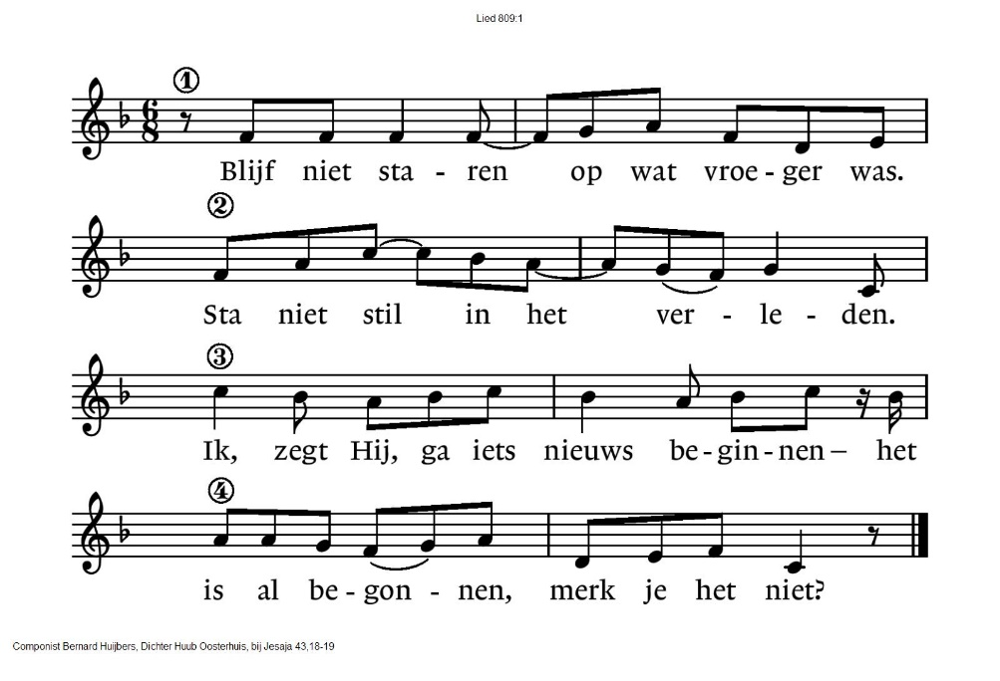 Lied 809:1
1
6
8
Blijf niet sta - ren op wat vroe - ger was.
2
Sta niet stil in het ver - le - den.
3
Ik, zegt Hij, ga iets nieuws be - gin - nen – het
4
is al be - gon - nen, merk je het niet?
Componist Bernard Huijbers, Dichter Huub Oosterhuis, bij Jesaja 43,18-19